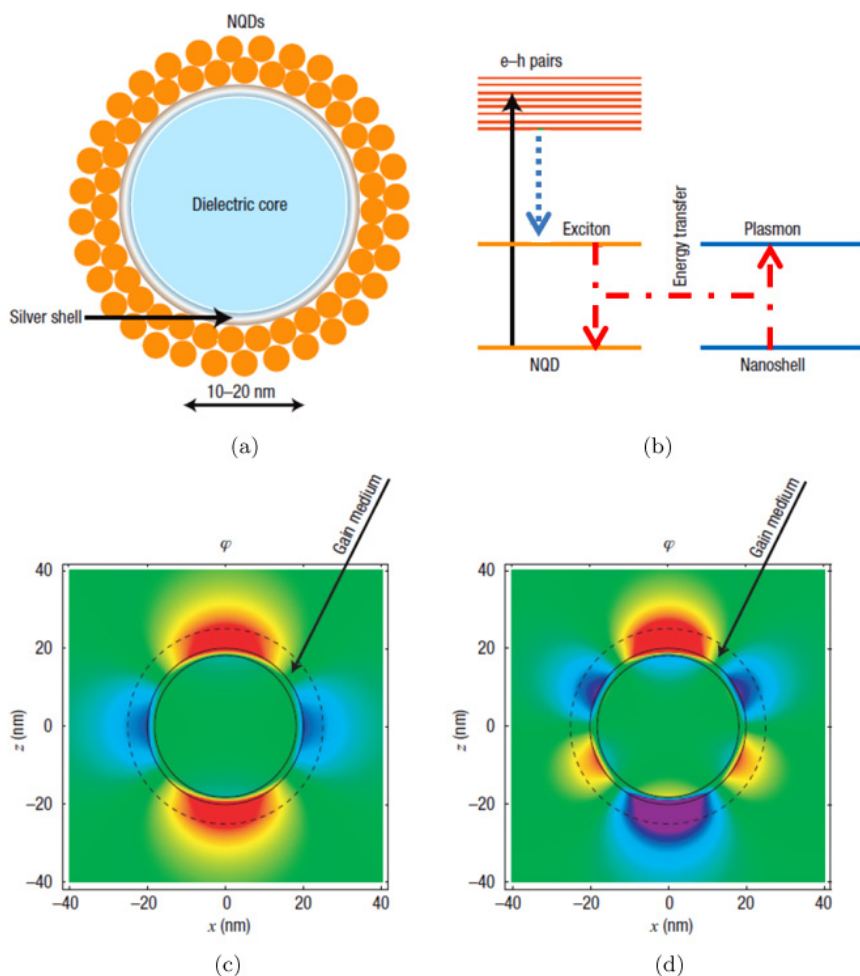 NQDs
Dielectric core
Silver shell
10–20 nm
(a)
e–h pairs
Exciton
Energy transfer
Plasmon
NQD
Nanoshell
(b)
Gain medium
φ
40
20
0
–20
–40
z (nm)
–40 –20 0 20 40
x (nm)
(c)
Gain medium
φ
40
20
0
–20
–40
z (nm)
–40 –20 0 20 40
x (nm)
(d)